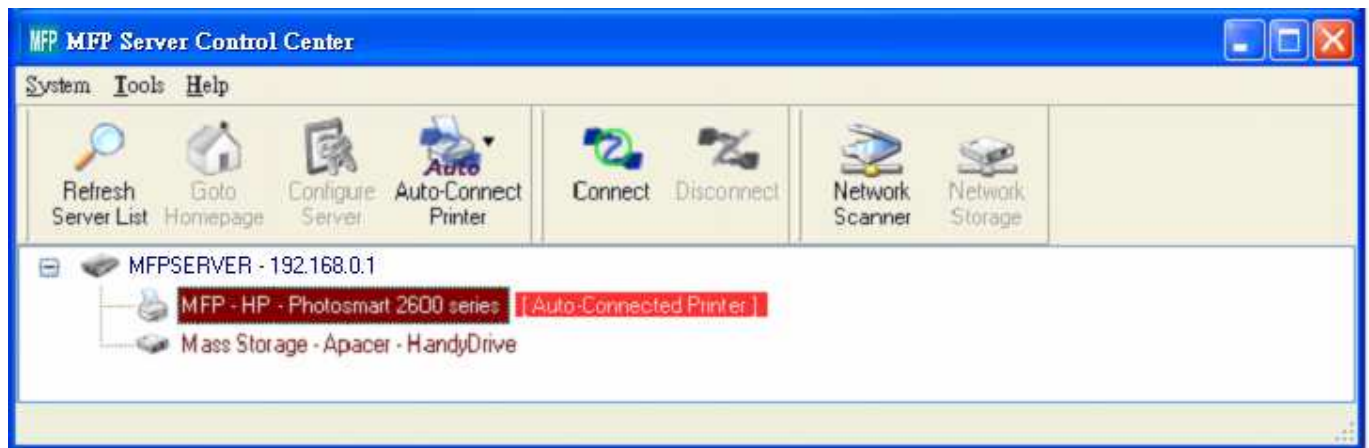 MFP MFP Server Control Center
System Tools Help
Refresh Server List
Goto Homepage
Configure Server
Auto
Auto-Connect Printer
Connect
Disconnect
Network Scanner
Network Storage
MFPSERVER - 192.168.0.1
MFP - HP - Photosmart 2600 series [ Auto-Connected Printer ]
Mass Storage - Apacer - HandyDrive